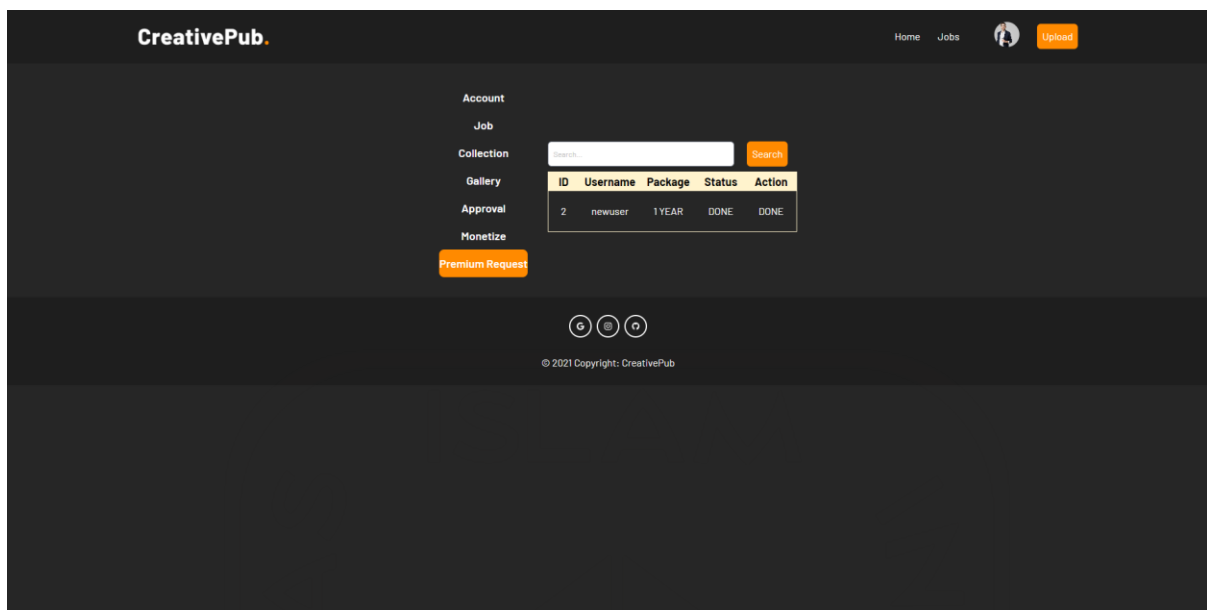 CreativePub.
Home Jobs Upload
Account
Job
Collection
Gallery
Approval
Monetize
Premium Request
Search...
Search
ID Username Package Status Action
2 newuser 1 YEAR DONE DONE
G
© 2021 Copyright: CreativePub